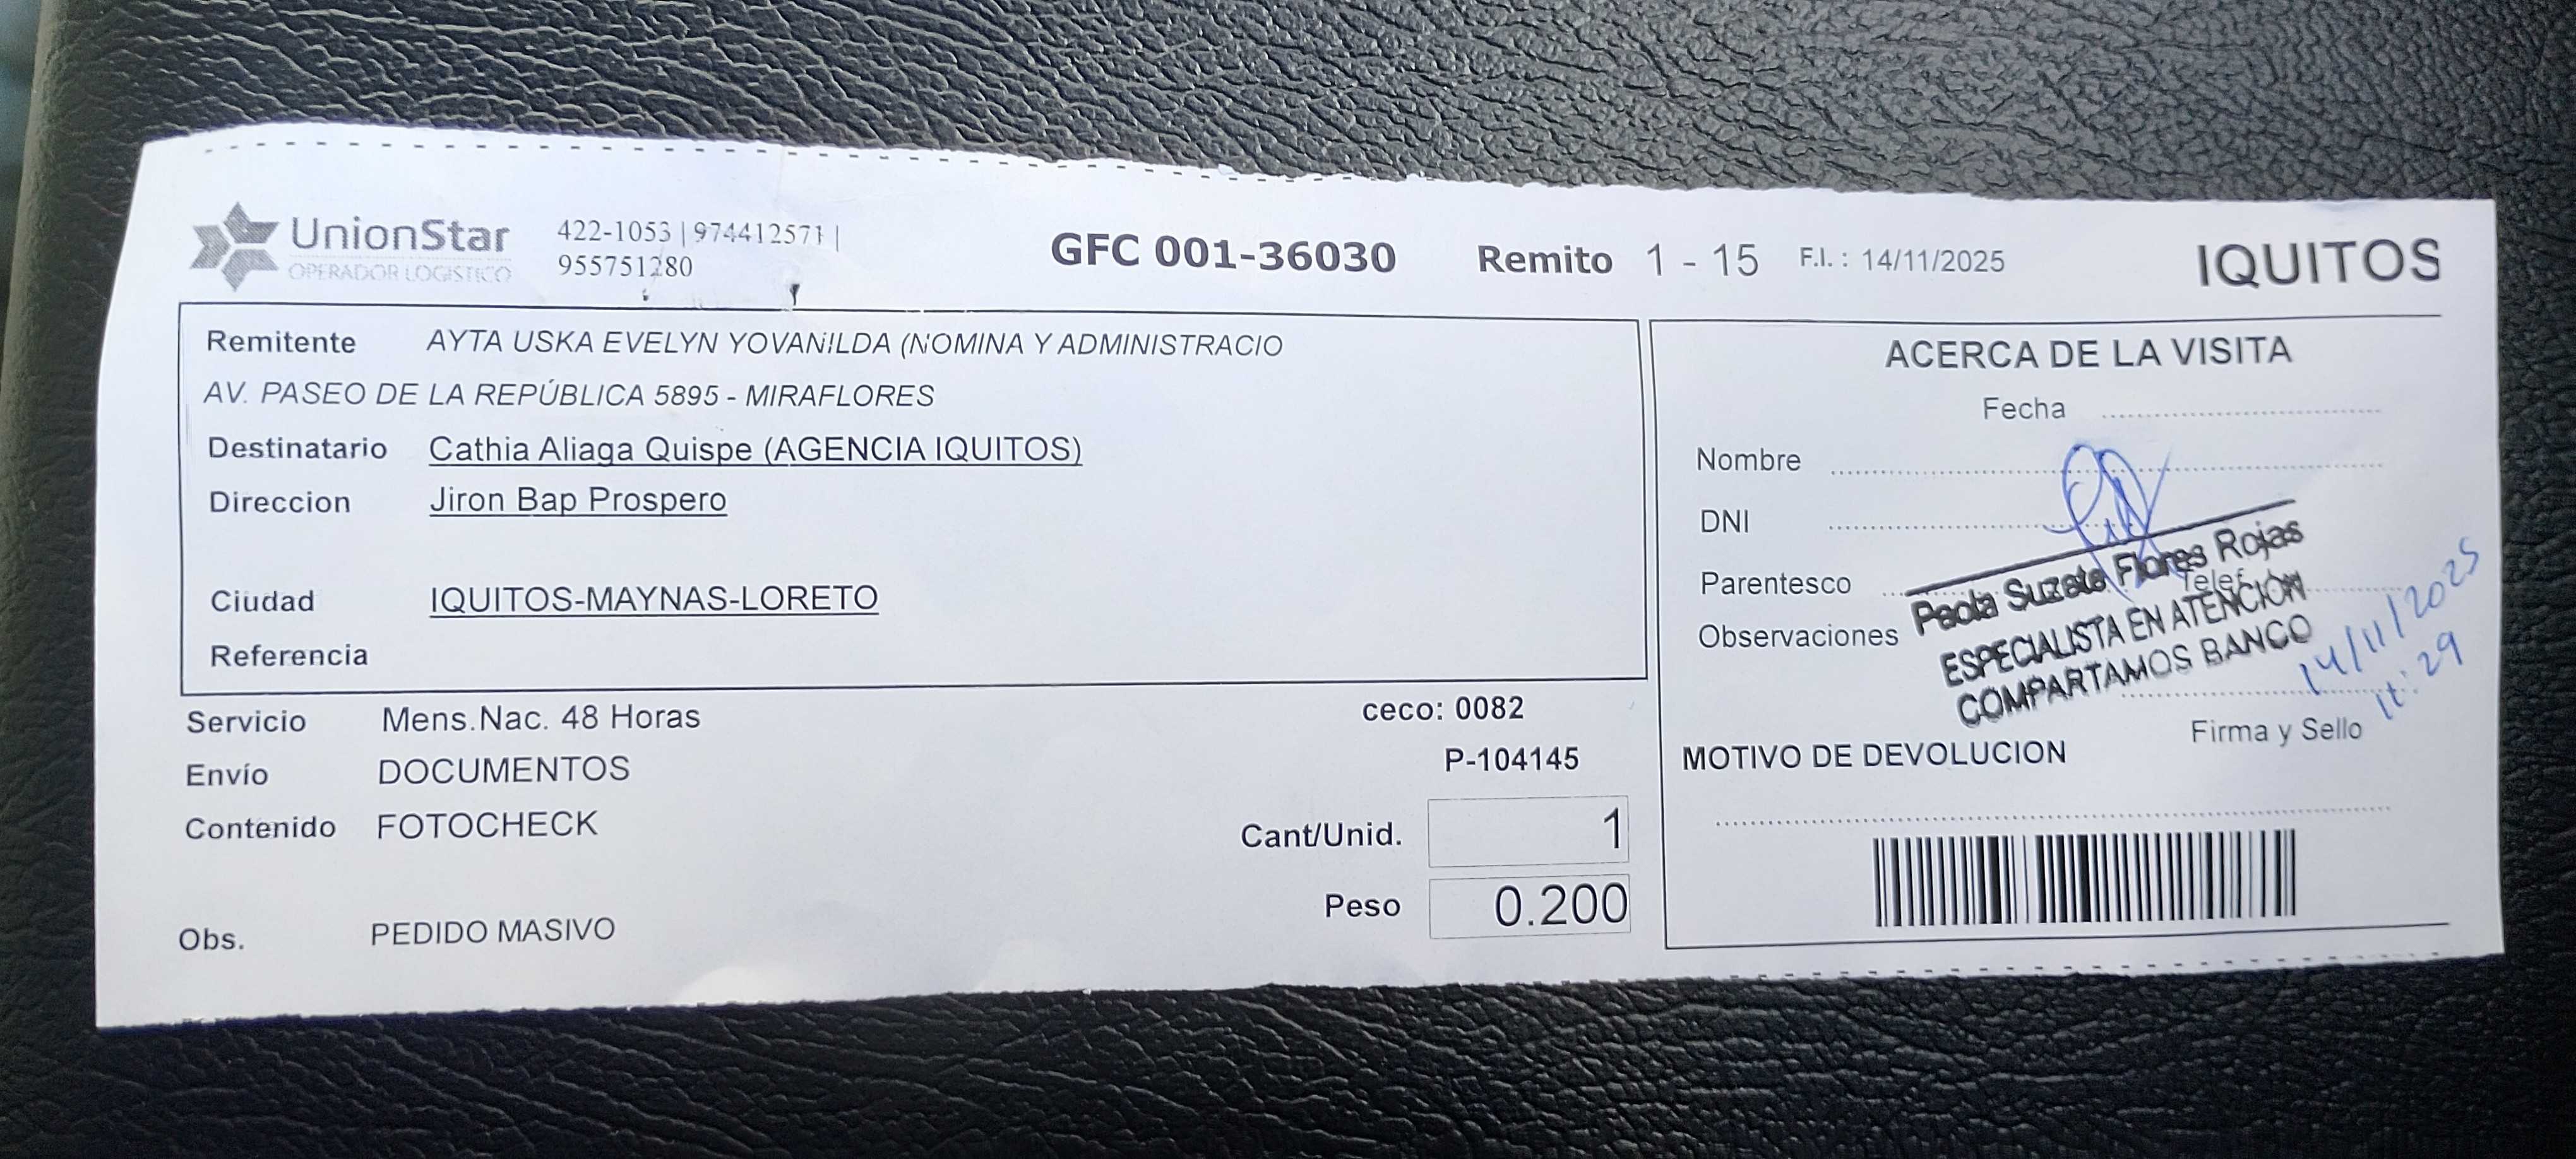 UnionStar
OPERADOR LOGISTICO
422-1053 | 974412571 |
955751280
GFC 001-36030 Remito 1 - 15 F.I. : 14/11/2025 IQUITOS
Remitente AYTA USKA EVELYN YOVANILDA (NOMINA Y ADMINISTRACIO
AV. PASEO DE LA REPÚBLICA 5895 - MIRAFLORES
Destinatario Cathia Aliaga Quispe (AGENCIA IQUITOS)
Direccion Jiron Bap Prospero
Ciudad IQUITOS-MAYNAS-LORETO
Referencia
Servicio Mens.Nac. 48 Horas
ceco: 0082
Envío DOCUMENTOS
P-104145
Contenido FOTOCHECK
Cant/Unid. 1
Peso 0.200
Obs. PEDIDO MASIVO
ACERCA DE LA VISITA
Fecha
Nombre
DNI
Parentesco Telef.
Observaciones
Paola Suzete Flores Rojas
ESPECIALISTA EN ATENCIÓN
COMPARTAMOS BANCO
14/11/2025
11:29
Firma y Sello
MOTIVO DE DEVOLUCION